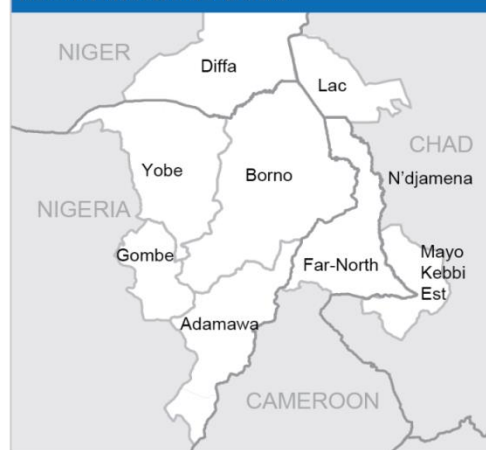 NIGER
Diffa
Lac
CHAD
Yobe
Borno
N'djamena
NIGERIA
Gombe
Far-North
Mayo
Kebbi
Est
Adamawa
CAMEROON